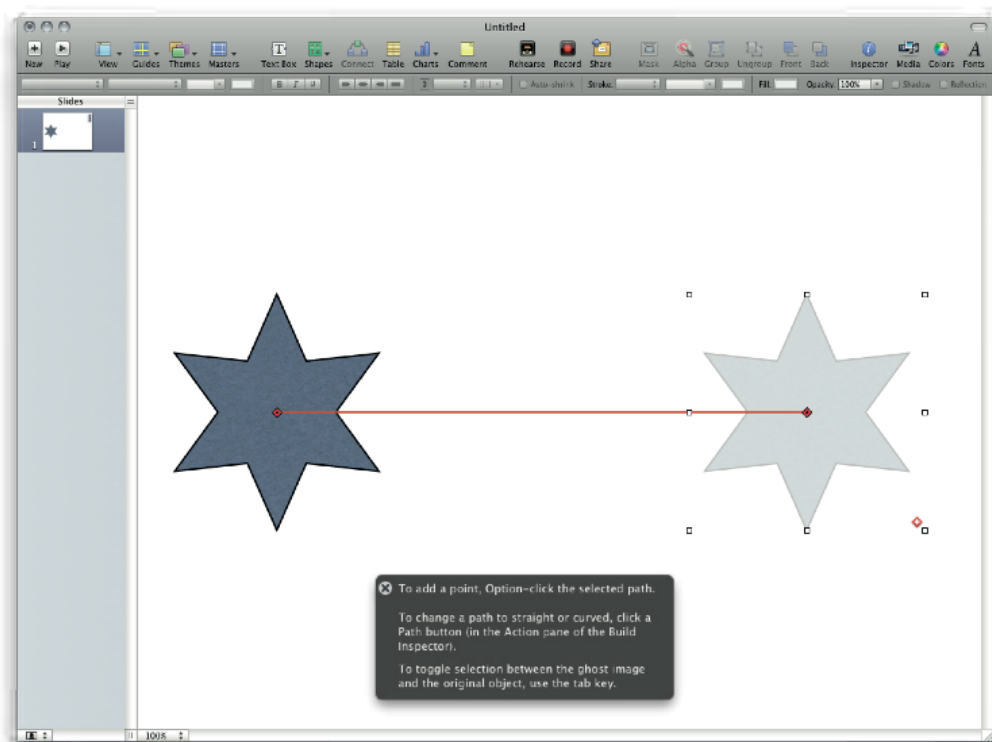 Untitled
New Play View Guides Themes Masters Text Box Shapes Connect Table Charts Comment Rehearse Record Share Mask Alpha Group Ungroup Front Back Inspector Media Colors Fonts
B I U Auto-shrink Stroke: Fill: Opacity: 100% Shadow Reflection
Slides
1
To add a point, Option-click the selected path.
To change a path to straight or curved, click a
Path button (in the Action pane of the Build
Inspector).
To toggle selection between the ghost image
and the original object, use the tab key.
100%